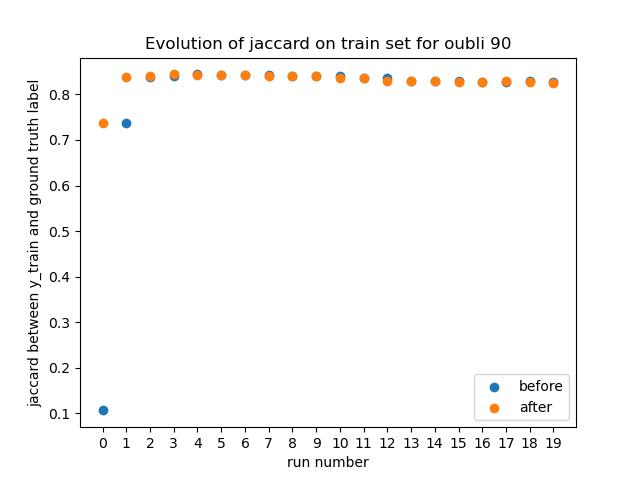 Evolution of jaccard on train set for oubli 90
jaccard between y_train and ground truth label
0.8
0.7
0.6
0.5
0.4
0.3
0.2
0.1
before
after
0 1 2 3 4 5 6 7 8 9 10 11 12 13 14 15 16 17 18 19
run number